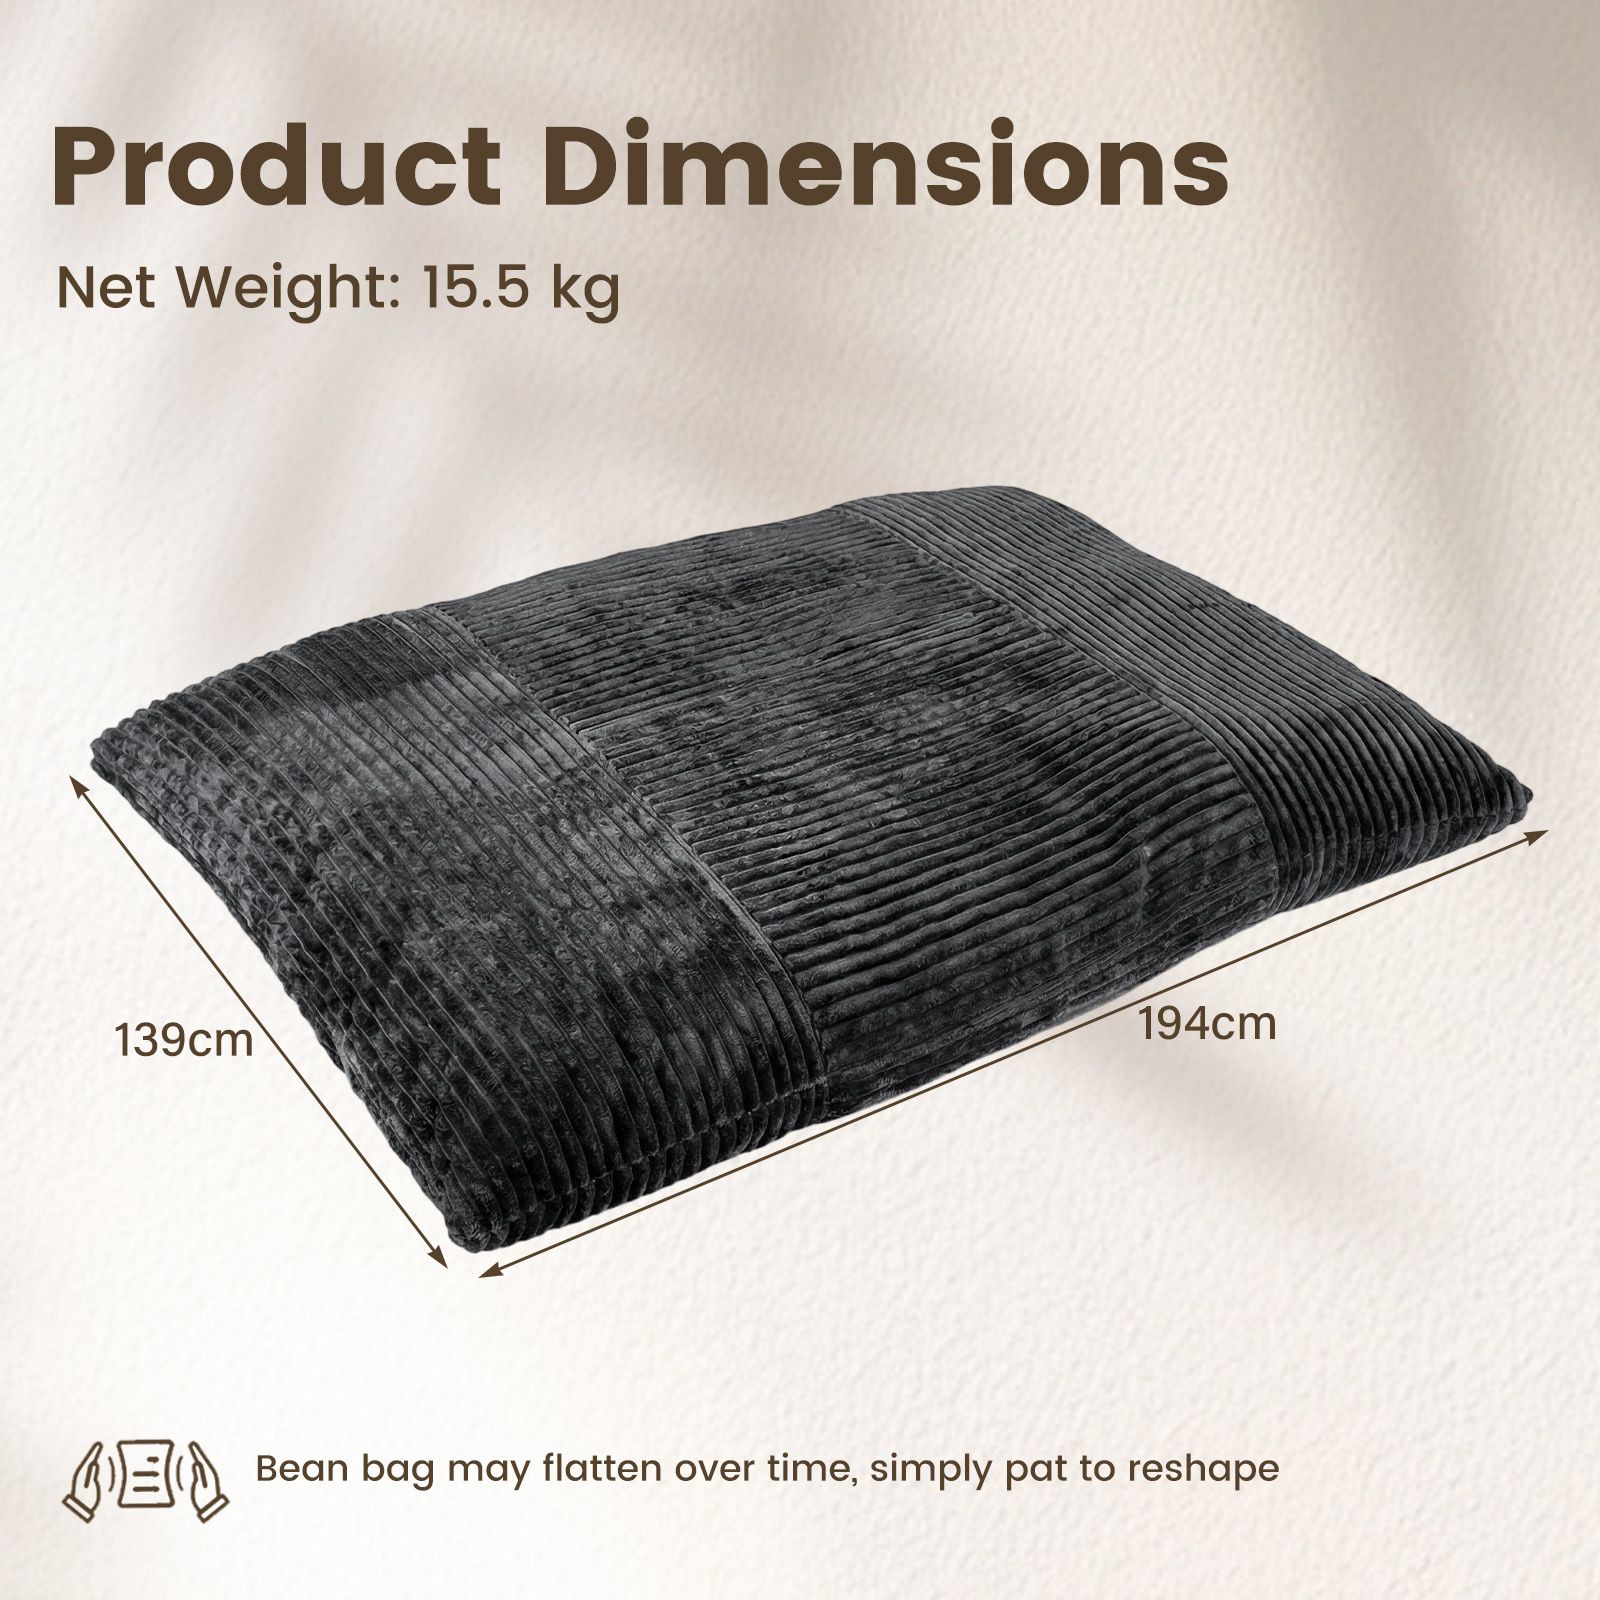 Product Dimensions
Net Weight: 15.5 kg
139cm
194cm
Bean bag may flatten over time, simply pat to reshape